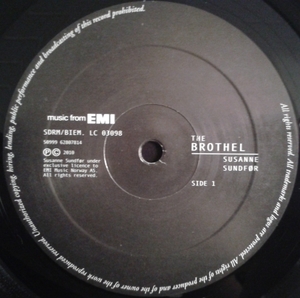 music from EMI
SDRM/BIEM. LC 03098
50999 62887814
℗ © 2010
Susanne Sundfør under
exclusive licence to
EMI Music Norway AS.
All rights reserved.
THE
BROTHEL
SUSANNE
SUNDFØR
SIDE 1
All rights reserved. All trademarks and logos are protected. All rights of the producer and of the owner of the work reproduced reserved. Unauthorised copying, hiring, lending, public performance and broadcasting of this record prohibited.